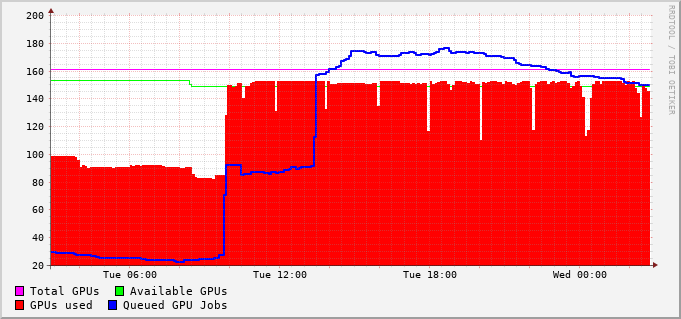 200
180
160
140
120
100
80
60
40
20
Tue 06:00 Tue 12:00 Tue 18:00 Wed 00:00
Total GPUs Available GPUs
GPUs used Queued GPU Jobs
RRDTOOL / TOBI OETIKER